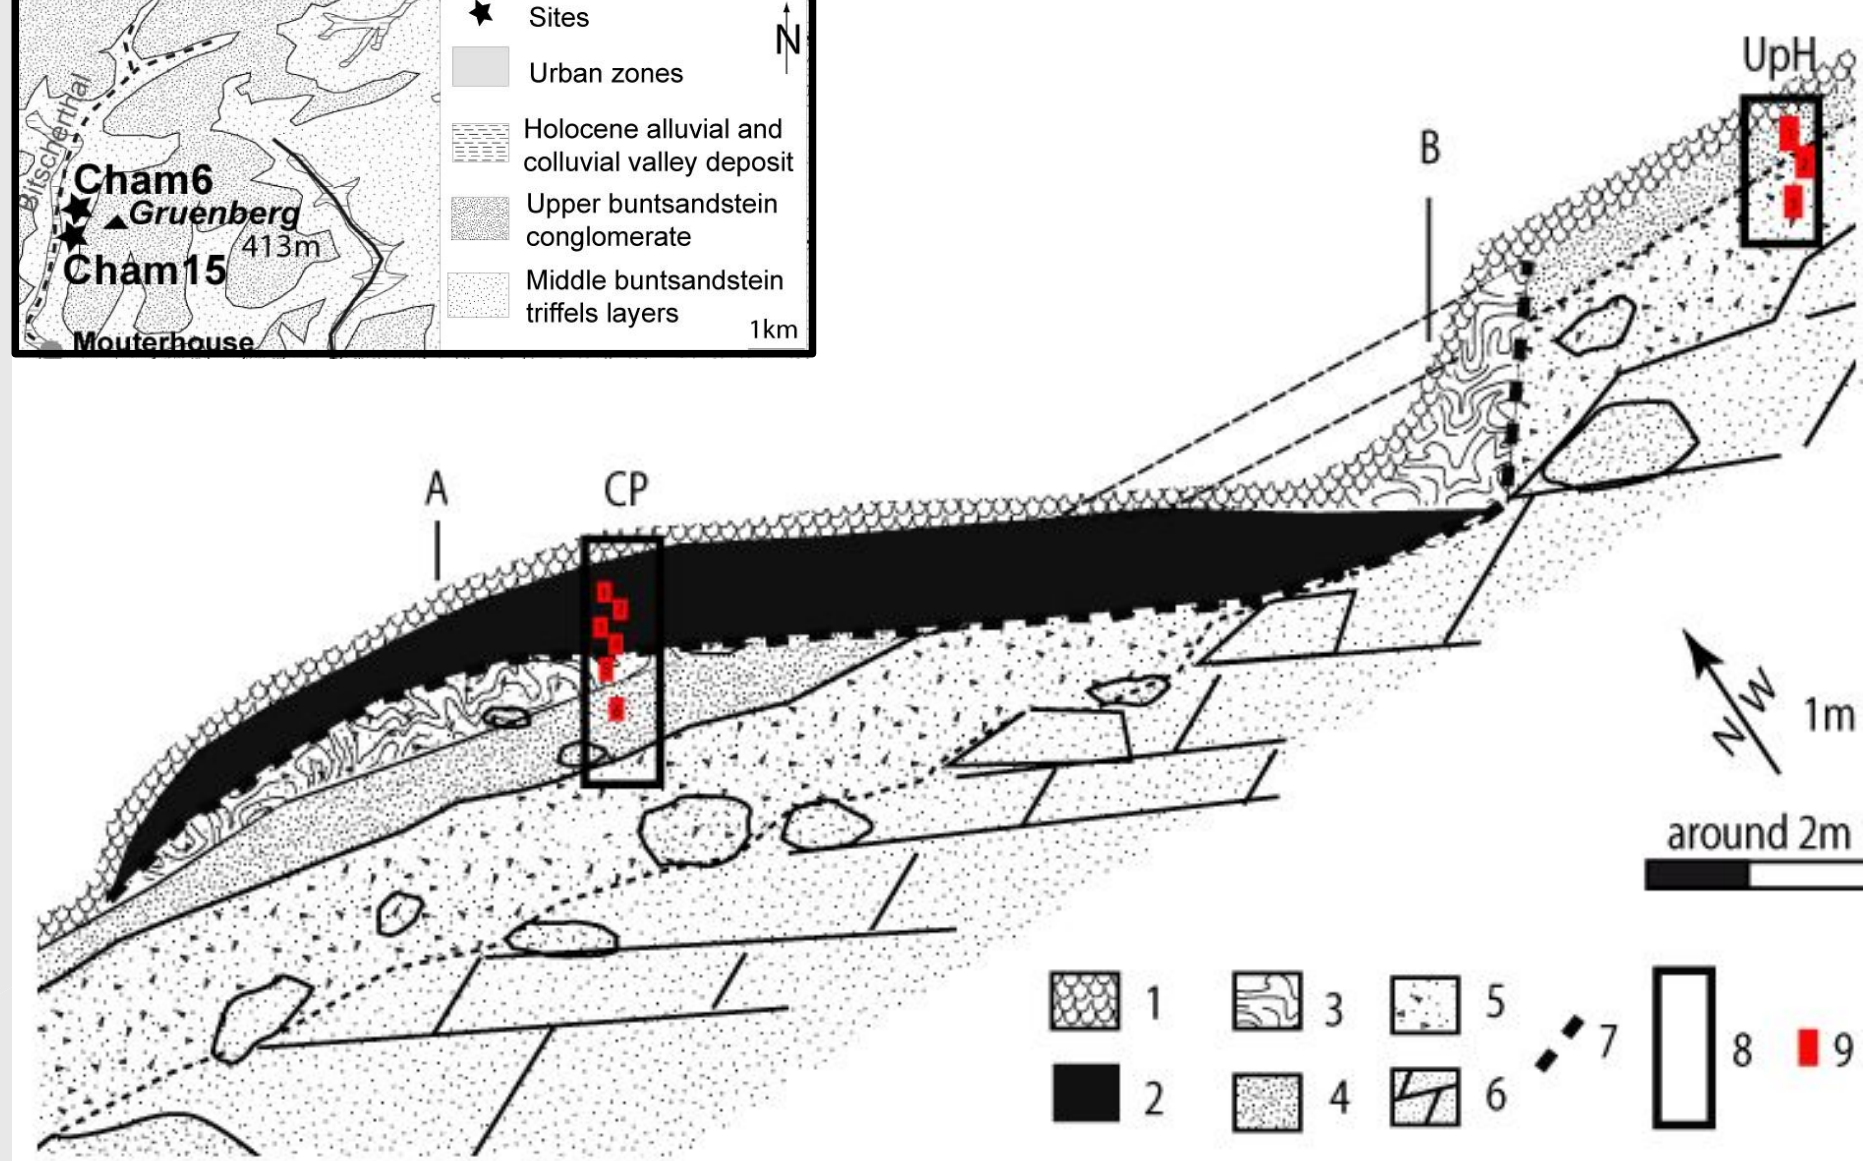 Sites
N
Urban zones
Holocene alluvial and
colluvial valley deposit
Upper buntsandstein
conglomerate
Middle buntsandstein
triffels layers
1km
Bitscherthal
Cham6
Gruenberg
413m
Cham15
Mouterhouse
UpH
B
A
CP
N W
1m
around 2m
1
2
3
4
5
6
7
8
9